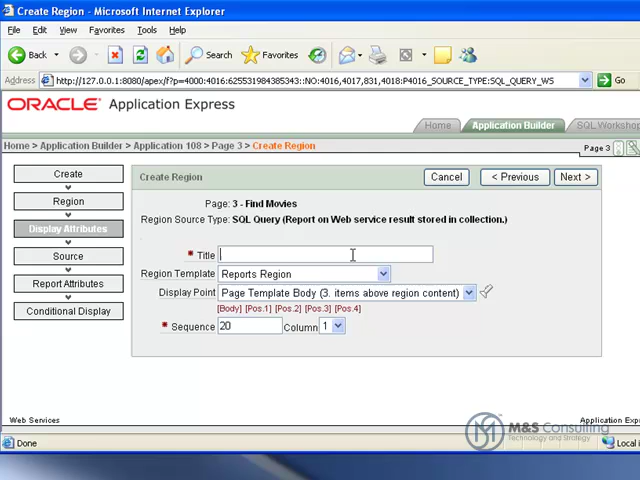 Create Region - Microsoft Internet Explorer
File Edit View Favorites Tools Help
Back Search Favorites
Address http://127.0.0.1:8080/apex/f?p=4000:4016:625531984385343::NO:4016,4017,831,4018:P4016_SOURCE_TYPE:SQL_QUERY_WS Go
ORACLE Application Express
Home Application Builder SQL Workshop
Home > Application Builder > Application 108 > Page 3 > Create Region Page 3
Create
Region
Display Attributes
Source
Report Attributes
Conditional Display
Create Region Cancel < Previous Next >
Page: 3 - Find Movies
Region Source Type: SQL Query (Report on Web service result stored in collection.)
* Title
Region Template Reports Region
Display Point Page Template Body (3. items above region content)
[Body] [Pos.1] [Pos.2] [Pos.3] [Pos.4]
* Sequence 20 Column 1
Web Services Application Expr
M&S Consulting
Technology and Strategy
Done Local i